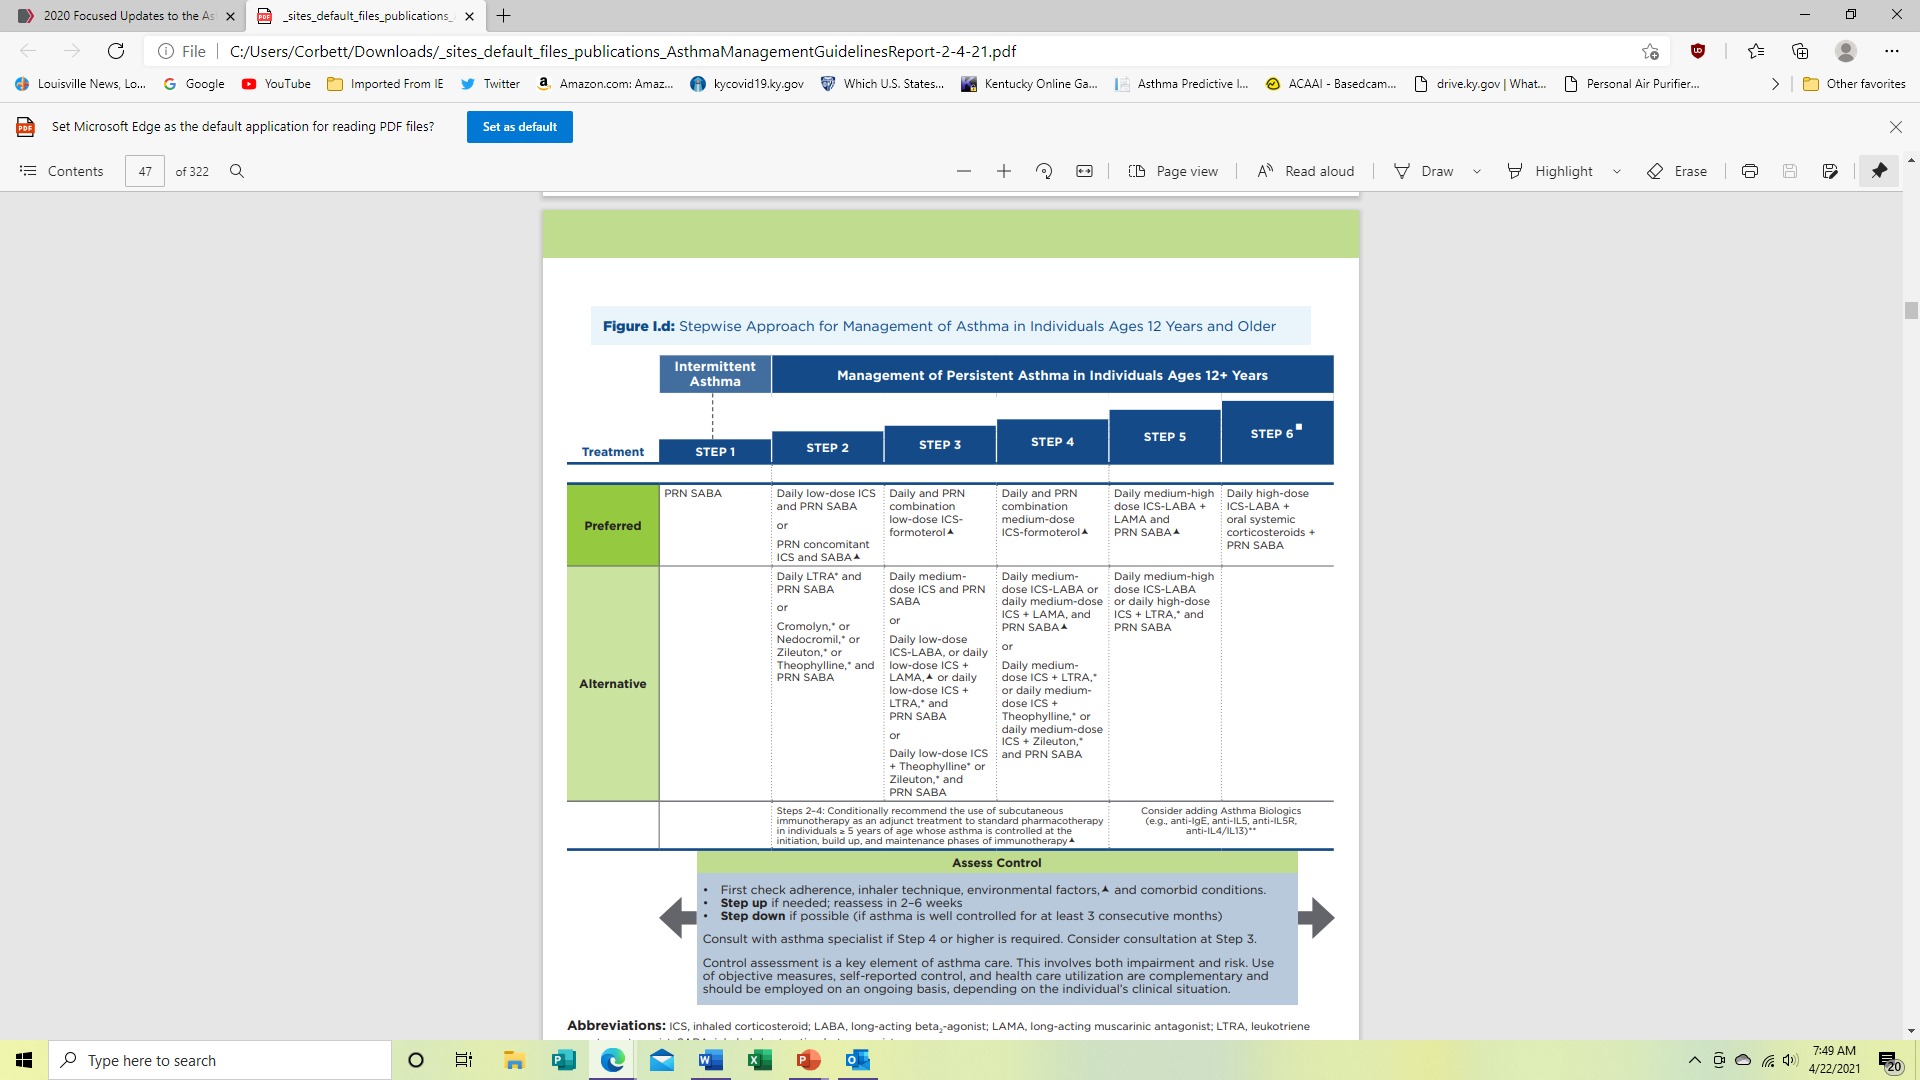 2020 Focused Updates to the As
_sites_default_files_publications_
File
C:/Users/Corbett/Downloads/_sites_default_files_publications_AsthmaManagementGuidelinesReport-2-4-21.pdf
Louisville News, Lo...
Google
YouTube
Imported From IE
Twitter
Amazon.com: Amaz...
kycovid19.ky.gov
Which U.S. States...
Kentucky Online Ga...
Asthma Predictive I...
ACAAI - Basedcam...
drive.ky.gov | What...
Personal Air Purifier...
Other favorites
Set Microsoft Edge as the default application for reading PDF files?
Set as default
Contents
47
of 322
Page view
Read aloud
Draw
Highlight
Erase
Figure I.d: Stepwise Approach for Management of Asthma in Individuals Ages 12 Years and Older
Intermittent
Asthma
Management of Persistent Asthma in Individuals Ages 12+ Years
Treatment
STEP 1
STEP 2
STEP 3
STEP 4
STEP 5
STEP 6■
Preferred
PRN SABA
Daily low-dose ICS
and PRN SABA
or
PRN concomitant
ICS and SABA▲
Daily and PRN
combination
low-dose ICS-
formoterol▲
Daily and PRN
combination
medium-dose
ICS-formoterol▲
Daily medium-high
dose ICS-LABA +
LAMA and
PRN SABA▲
Daily high-dose
ICS-LABA +
oral systemic
corticosteroids +
PRN SABA
Alternative
Daily LTRA* and
PRN SABA
or
Cromolyn,* or
Nedocromil,* or
Zileuton,* or
Theophylline,* and
PRN SABA
Daily medium-
dose ICS and PRN
SABA
or
Daily low-dose
ICS-LABA, or daily
low-dose ICS +
LAMA,▲ or daily
low-dose ICS +
LTRA,* and
PRN SABA
or
Daily low-dose ICS
+ Theophylline* or
Zileuton,* and
PRN SABA
Daily medium-
dose ICS-LABA or
daily medium-dose
ICS + LAMA, and
PRN SABA▲
or
Daily medium-
dose ICS + LTRA,*
or daily medium-
dose ICS +
Theophylline,* or
daily medium-dose
ICS + Zileuton,*
and PRN SABA
Daily medium-high
dose ICS-LABA
or daily high-dose
ICS + LTRA,* and
PRN SABA
Steps 2–4: Conditionally recommend the use of subcutaneous
immunotherapy as an adjunct treatment to standard pharmacotherapy
in individuals ≥ 5 years of age whose asthma is controlled at the
initiation, build up, and maintenance phases of immunotherapy▲
Consider adding Asthma Biologics
(e.g., anti-IgE, anti-IL5, anti-IL5R,
anti-IL4/IL13)**
Assess Control
• First check adherence, inhaler technique, environmental factors,▲ and comorbid conditions.
• Step up if needed; reassess in 2–6 weeks
• Step down if possible (if asthma is well controlled for at least 3 consecutive months)
Consult with asthma specialist if Step 4 or higher is required. Consider consultation at Step 3.
Control assessment is a key element of asthma care. This involves both impairment and risk. Use
of objective measures, self-reported control, and health care utilization are complementary and
should be employed on an ongoing basis, depending on the individual's clinical situation.
Abbreviations: ICS, inhaled corticosteroid; LABA, long-acting beta₂-agonist; LAMA, long-acting muscarinic antagonist; LTRA, leukotriene
Type here to search
7:49 AM
4/22/2021
20